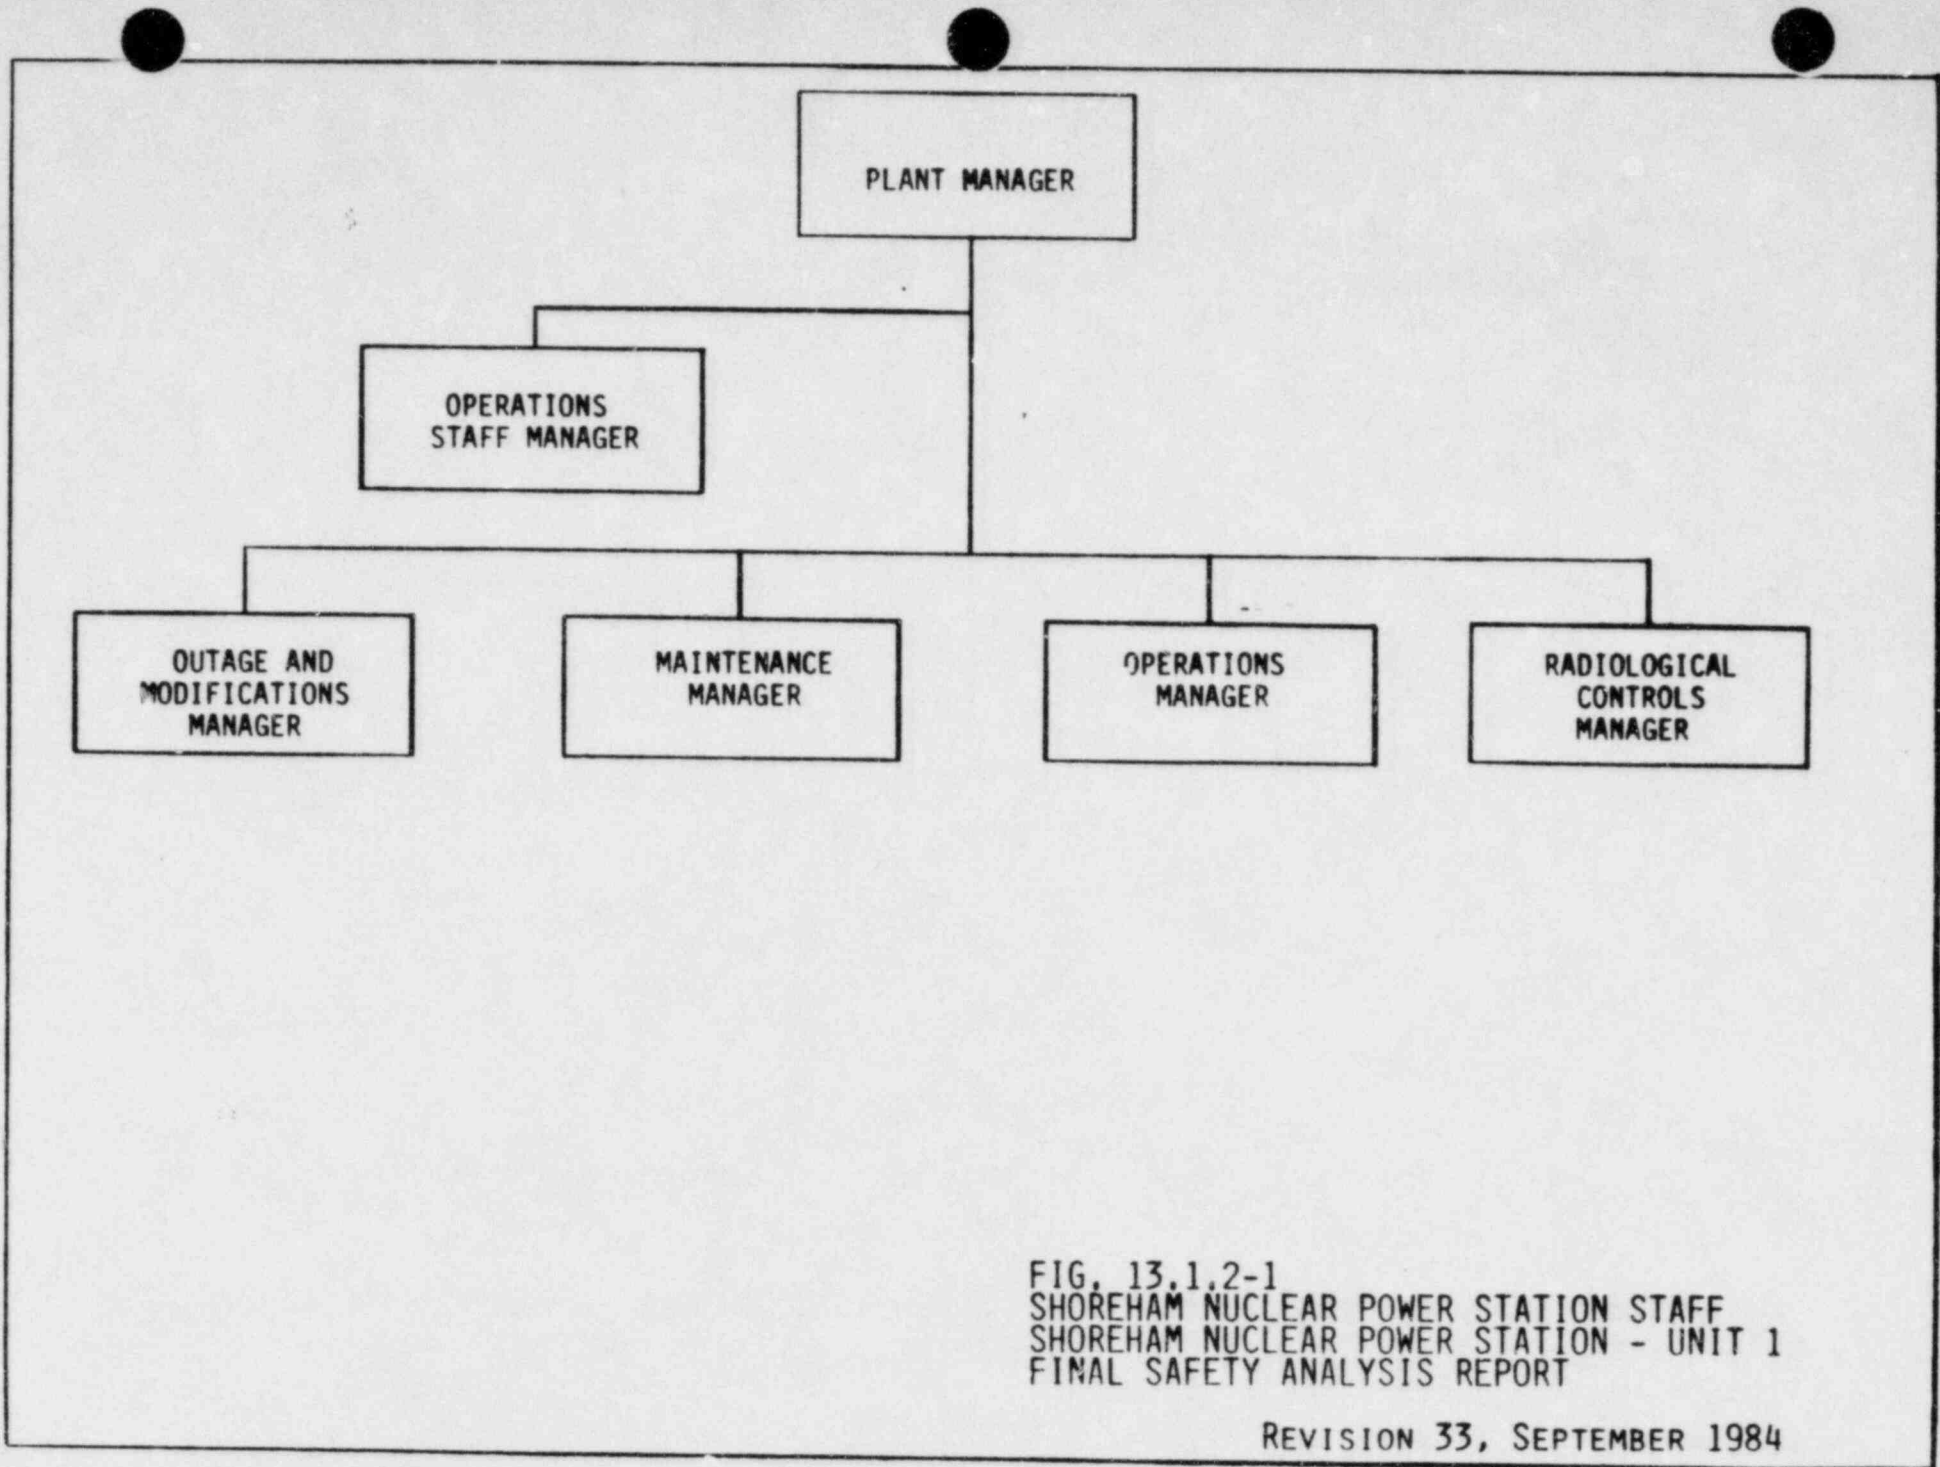 PLANT MANAGER
OPERATIONS
STAFF MANAGER
OUTAGE AND
MODIFICATIONS
MANAGER
MAINTENANCE
MANAGER
OPERATIONS
MANAGER
RADIOLOGICAL
CONTROLS
MANAGER
FIG. 13.1.2-1
SHOREHAM NUCLEAR POWER STATION STAFF
SHOREHAM NUCLEAR POWER STATION - UNIT 1
FINAL SAFETY ANALYSIS REPORT
REVISION 33, SEPTEMBER 1984